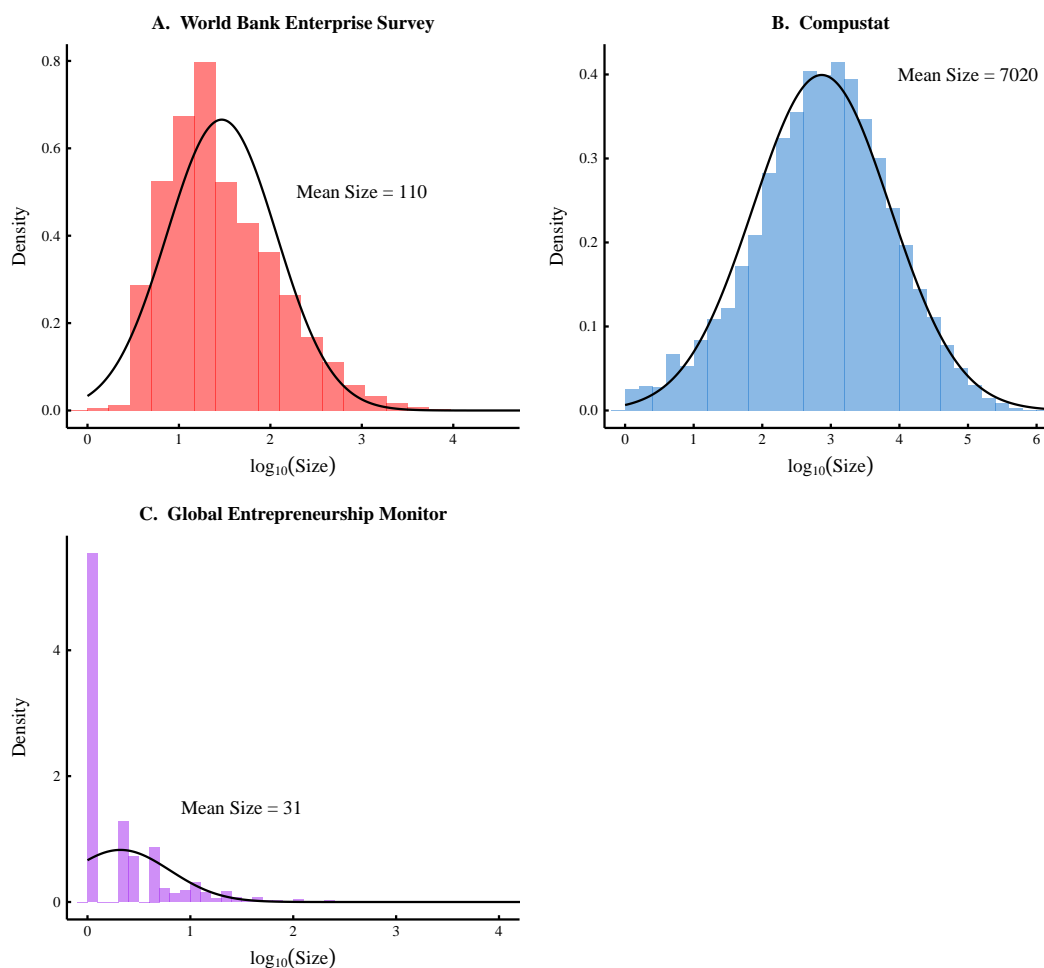 A. World Bank Enterprise Survey
0.8
0.6
0.4
0.2
0.0
Density
Mean Size = 110
0 1 2 3 4
log₁₀(Size)
B. Compustat
0.4
0.3
0.2
0.1
0.0
Density
Mean Size = 7020
0 1 2 3 4 5 6
log₁₀(Size)
C. Global Entrepreneurship Monitor
4
2
0
Density
Mean Size = 31
0 1 2 3 4
log₁₀(Size)